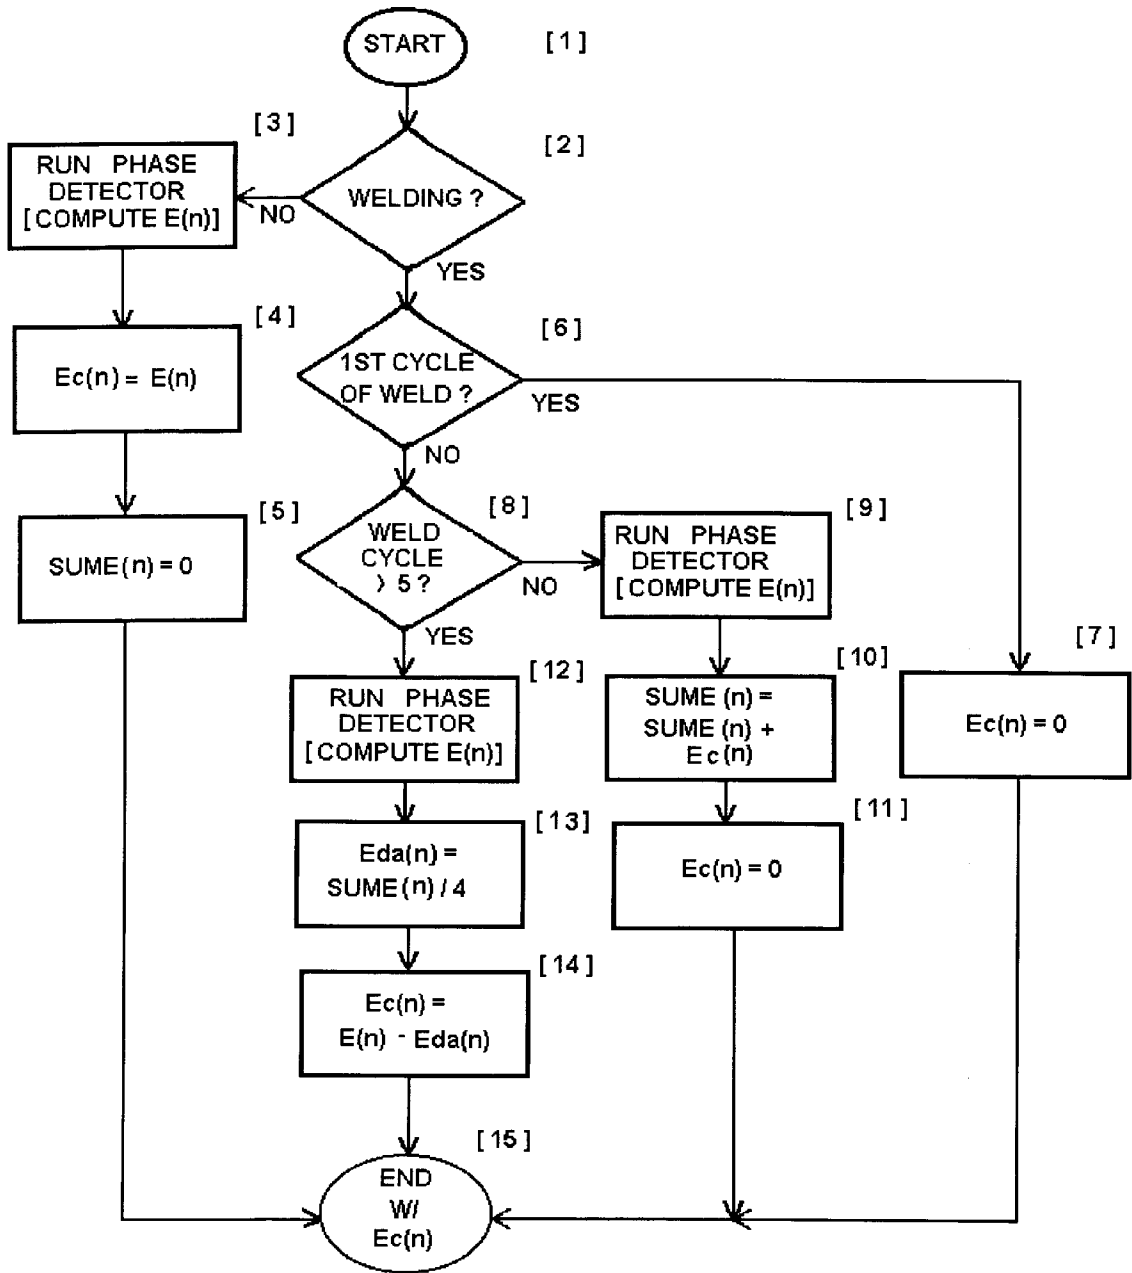 START
[1]
[2]
WELDING ?
NO
YES
[3]
RUN PHASE
DETECTOR
[COMPUTE E(n)]
[4]
Ec(n) = E(n)
[5]
SUME(n) = 0
[6]
1ST CYCLE
OF WELD ?
YES
NO
[7]
Ec(n) = 0
[8]
WELD
CYCLE
> 5 ?
NO
YES
[9]
RUN PHASE
DETECTOR
[COMPUTE E(n)]
[10]
SUME (n) =
SUME (n) +
Ec(n)
[11]
Ec(n) = 0
[12]
RUN PHASE
DETECTOR
[COMPUTE E(n)]
[13]
Eda(n) =
SUME(n) / 4
[14]
Ec(n) =
E(n) - Eda(n)
[15]
END
W/
Ec(n)